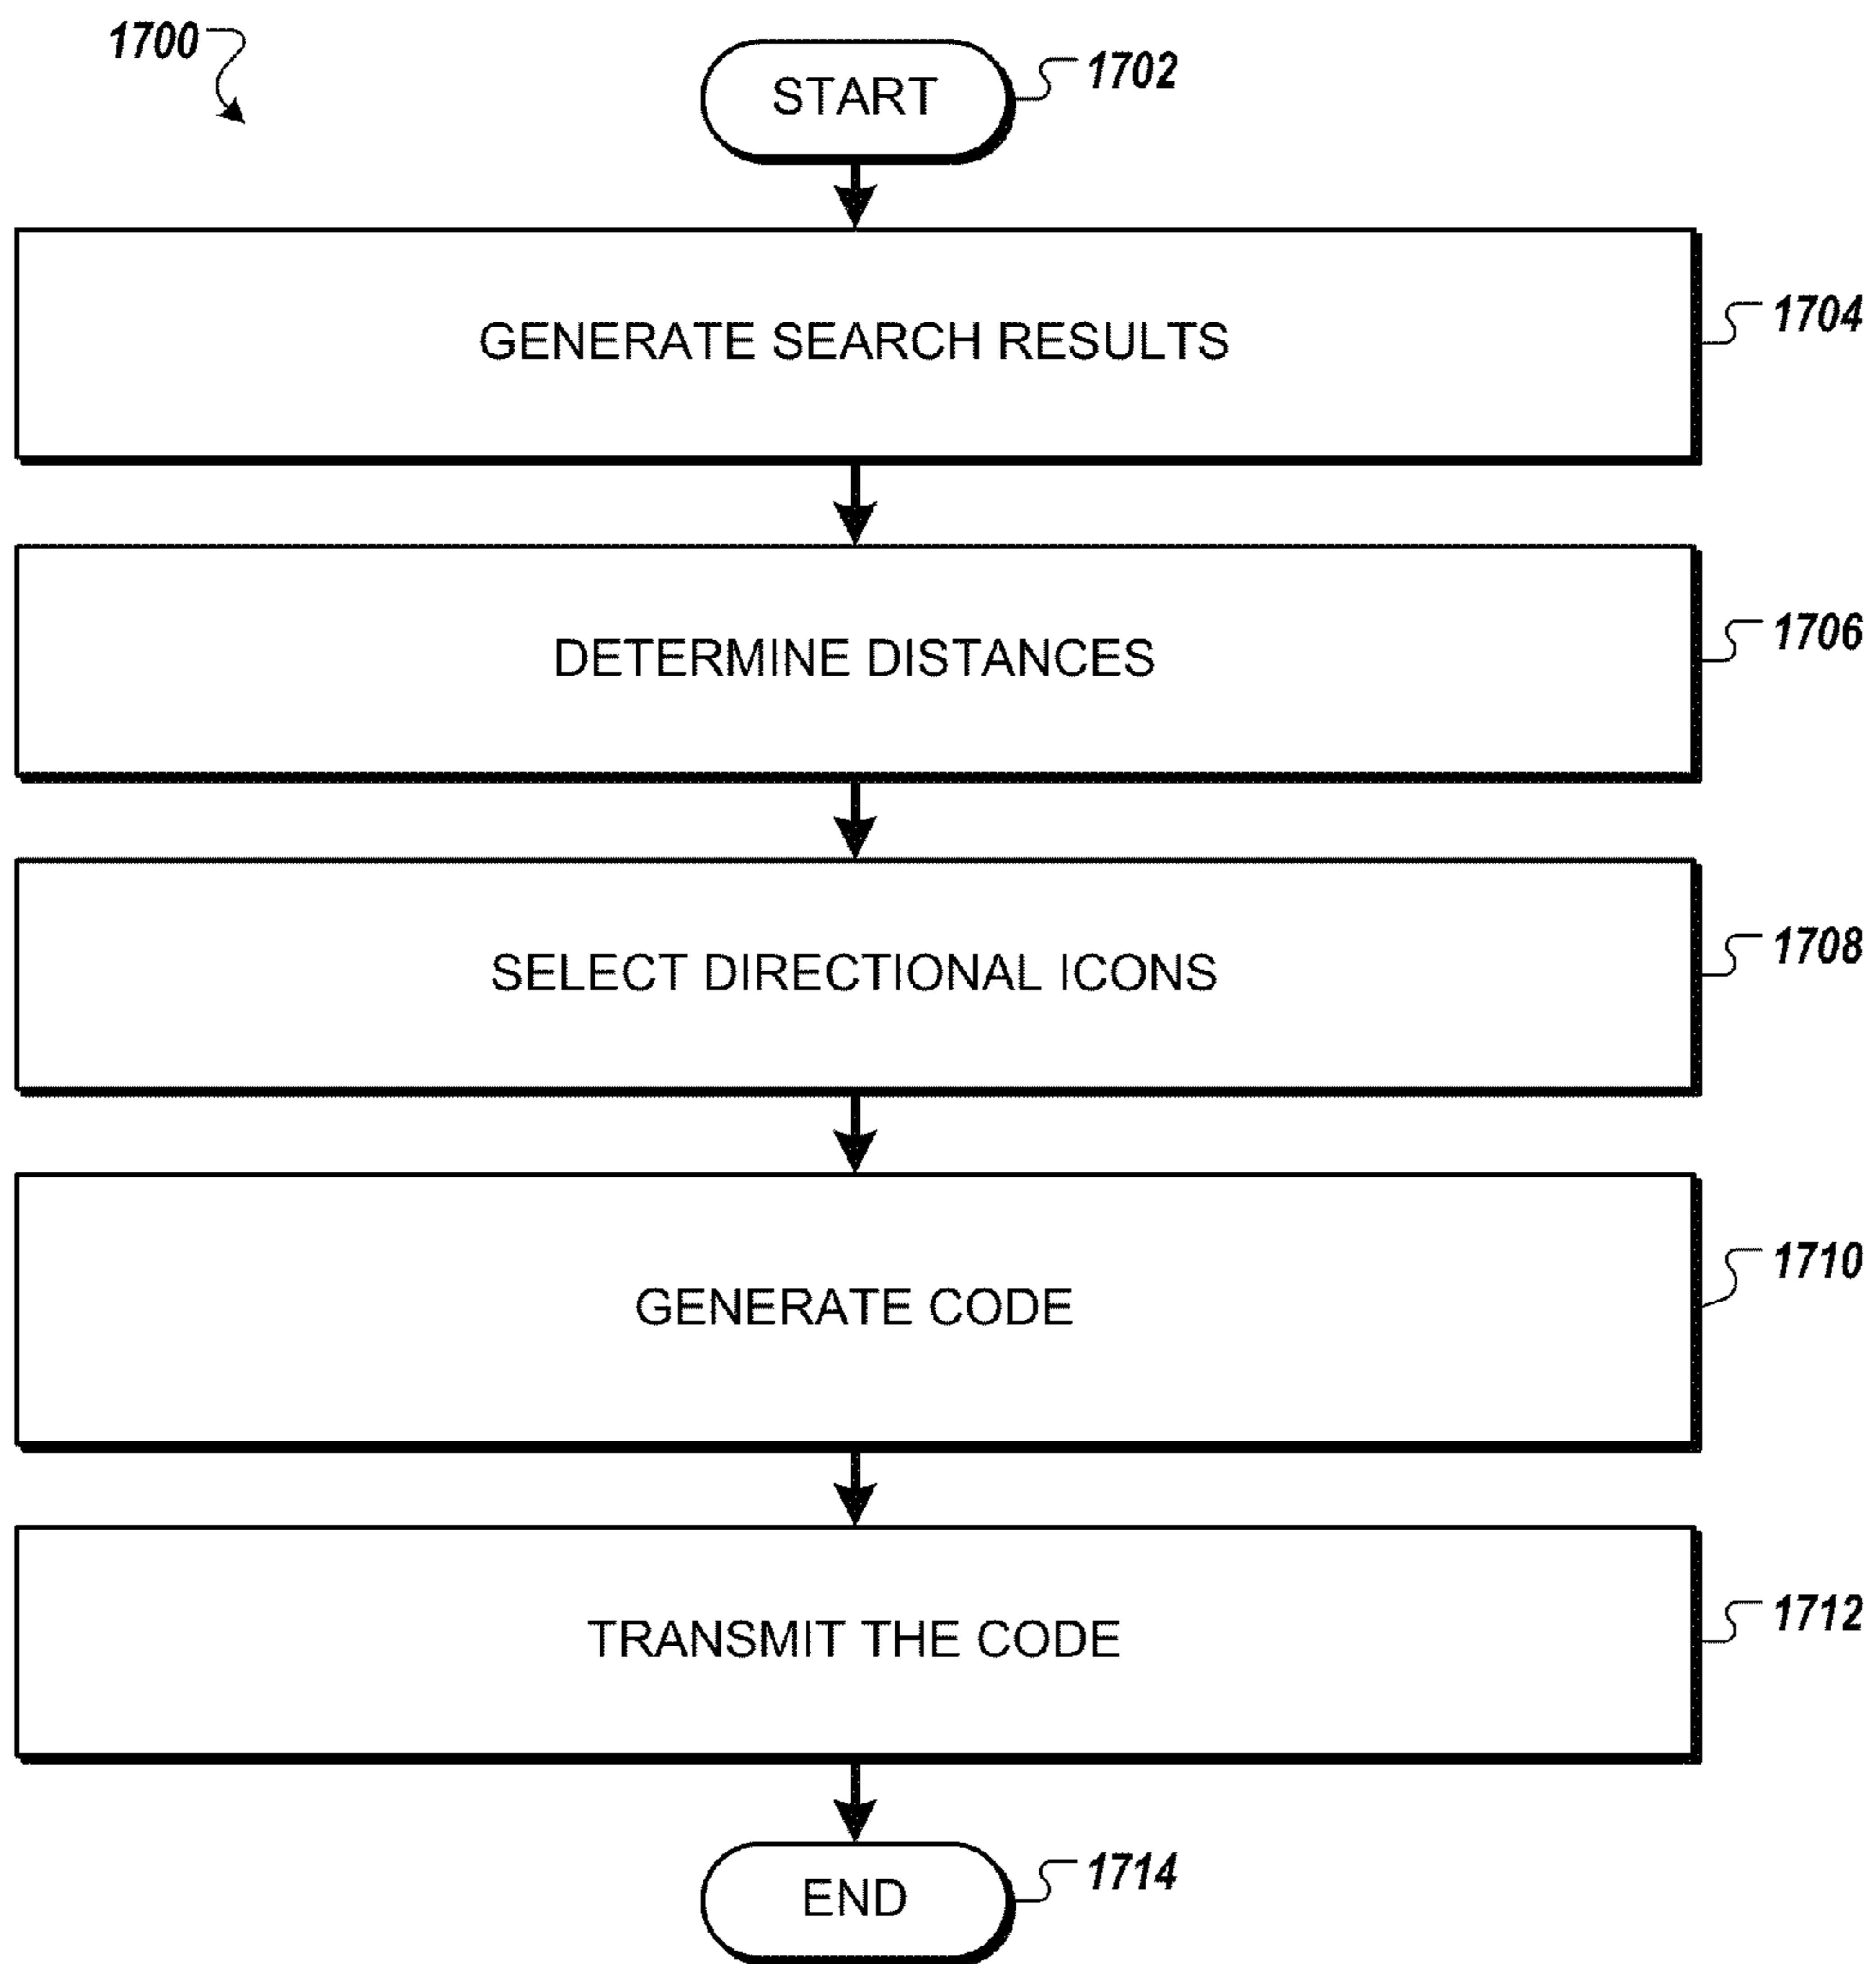 1700
START
1702
GENERATE SEARCH RESULTS
1704
DETERMINE DISTANCES
1706
SELECT DIRECTIONAL ICONS
1708
GENERATE CODE
1710
TRANSMIT THE CODE
1712
END
1714